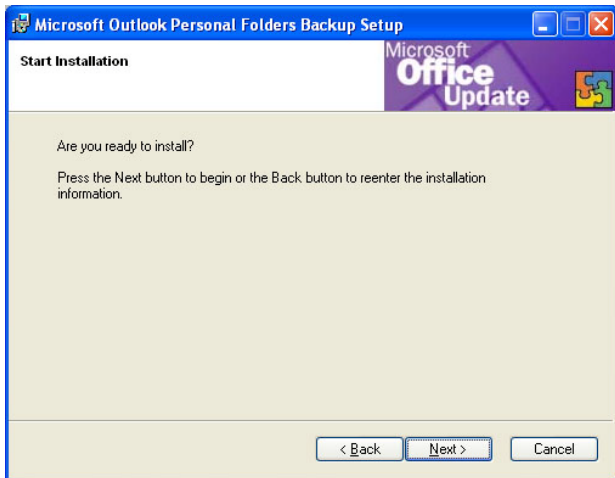 Microsoft Outlook Personal Folders Backup Setup
Start Installation
Microsoft
Office
Update
Are you ready to install?
Press the Next button to begin or the Back button to reenter the installation
information.
< Back
Next >
Cancel